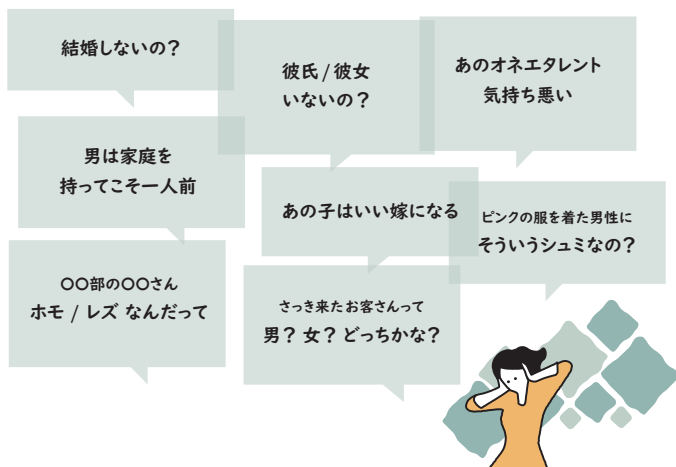 結婚しないの？
彼氏 / 彼女
いないの？
あのオネエタレント
気持ち悪い
男は家庭を
持ってこそ一人前
あの子はいい嫁になる
ピンクの服を着た男性に
そういうシュミなの？
〇〇部の〇〇さん
ホモ / レズ なんだって
さっき来たお客さんって
男？ 女？ どっちかな？